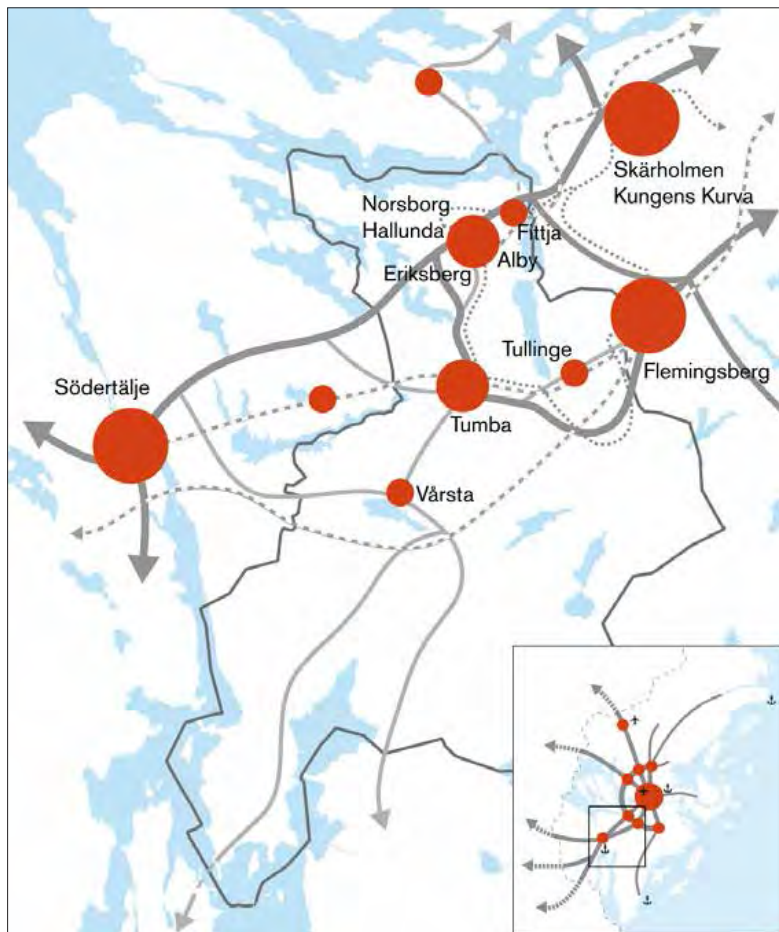 Skärholmen
Kungens Kurva
Norsborg
Hallunda
Fittja
Alby
Eriksberg
Tullinge
Flemingsberg
Södertälje
Tumba
Vårsta